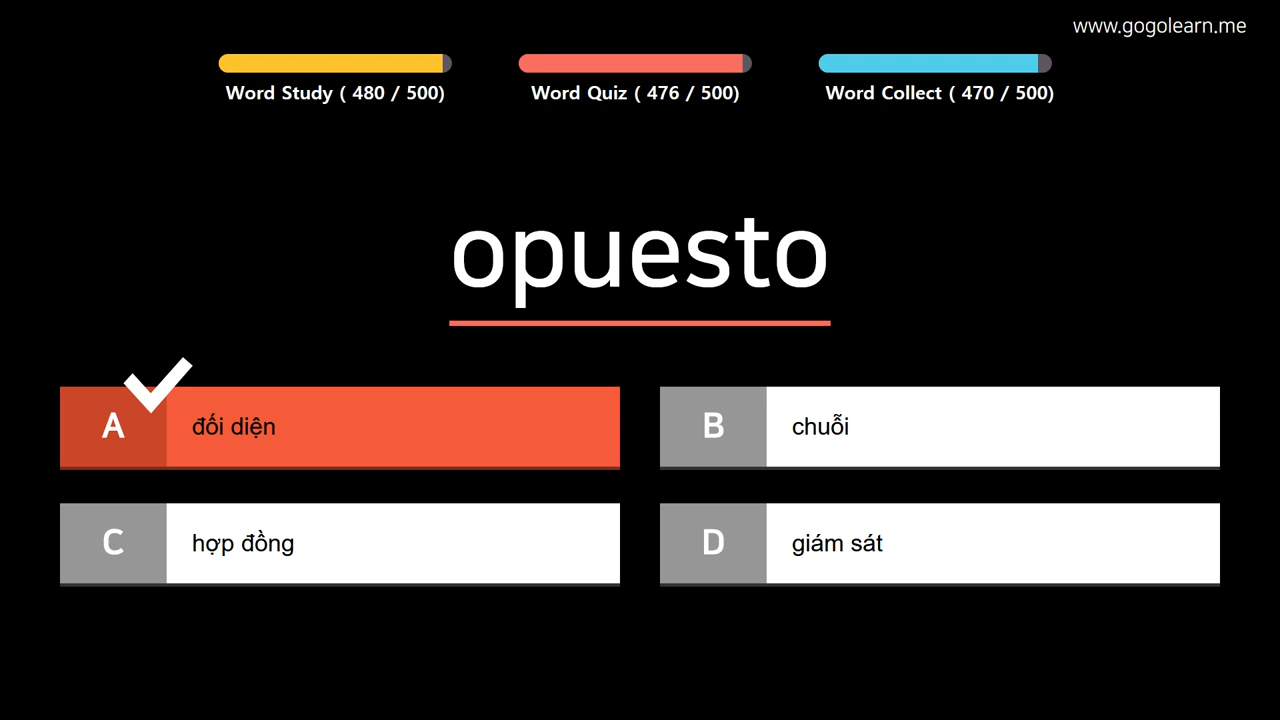 www.gogolearn.me
Word Study ( 480 / 500)
Word Quiz ( 476 / 500)
Word Collect ( 470 / 500)
opuesto
A
đối diện
B
chuỗi
C
hợp đồng
D
giám sát